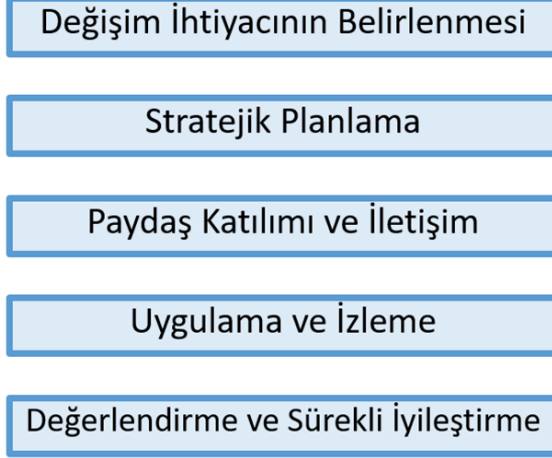 Değişim İhtiyacının Belirlenmesi
Stratejik Planlama
Paydaş Katılımı ve İletişim
Uygulama ve İzleme
Değerlendirme ve Sürekli İyileştirme